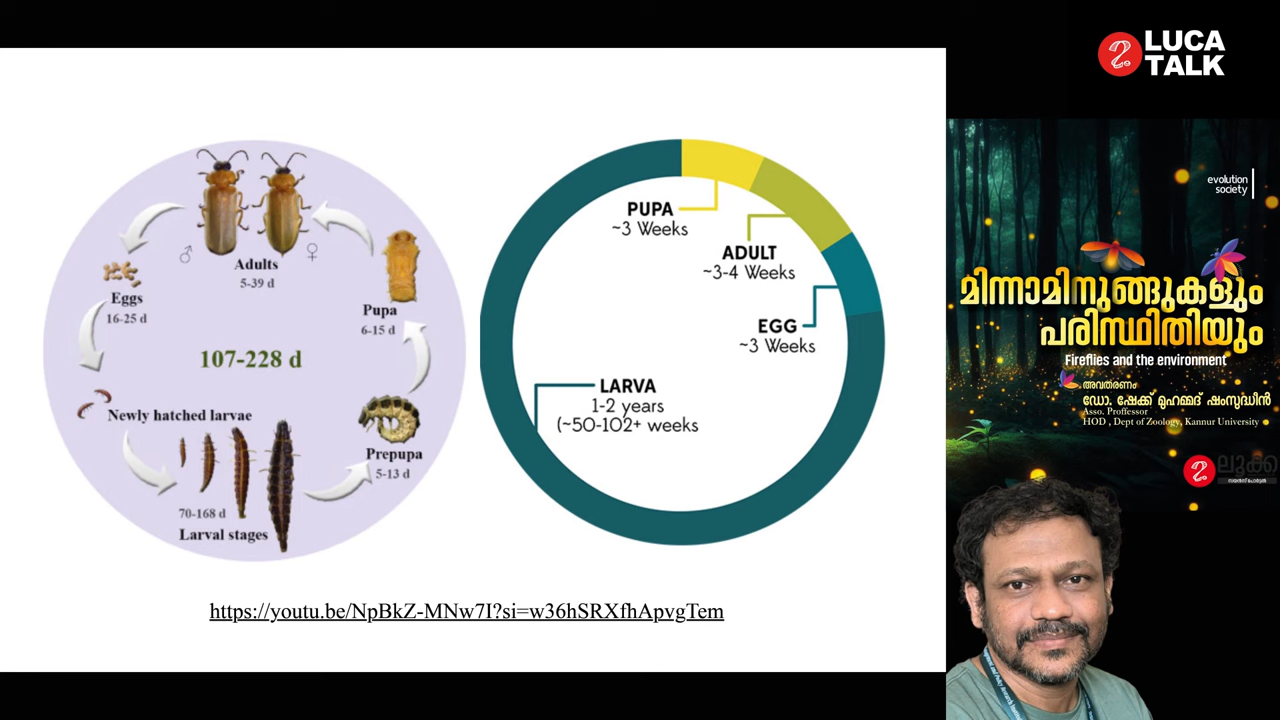 LUCA
TALK
evolution
society
Adults
5-39 d
Eggs
16-25 d
Pupa
6-15 d
107-228 d
Newly hatched larvae
Prepupa
5-13 d
70-168 d
Larval stages
PUPA
~3 Weeks
ADULT
~3-4 Weeks
EGG
~3 Weeks
LARVA
1-2 years
(~50-102+ weeks
https://youtu.be/NpBkZ-MNw7I?si=w36hSRXfhApvgTem
മിന്നാമിനുങ്ങുകളും
പരിസ്ഥിതിയും
Fireflies and the environment
അവതരണം
ഡോ. ഷേക്ക് മുഹമ്മദ് ഷംസുദ്ധീൻ
Asso. Proffessor
HOD , Dept of Zoology, Kannur University
ലൂക്ക